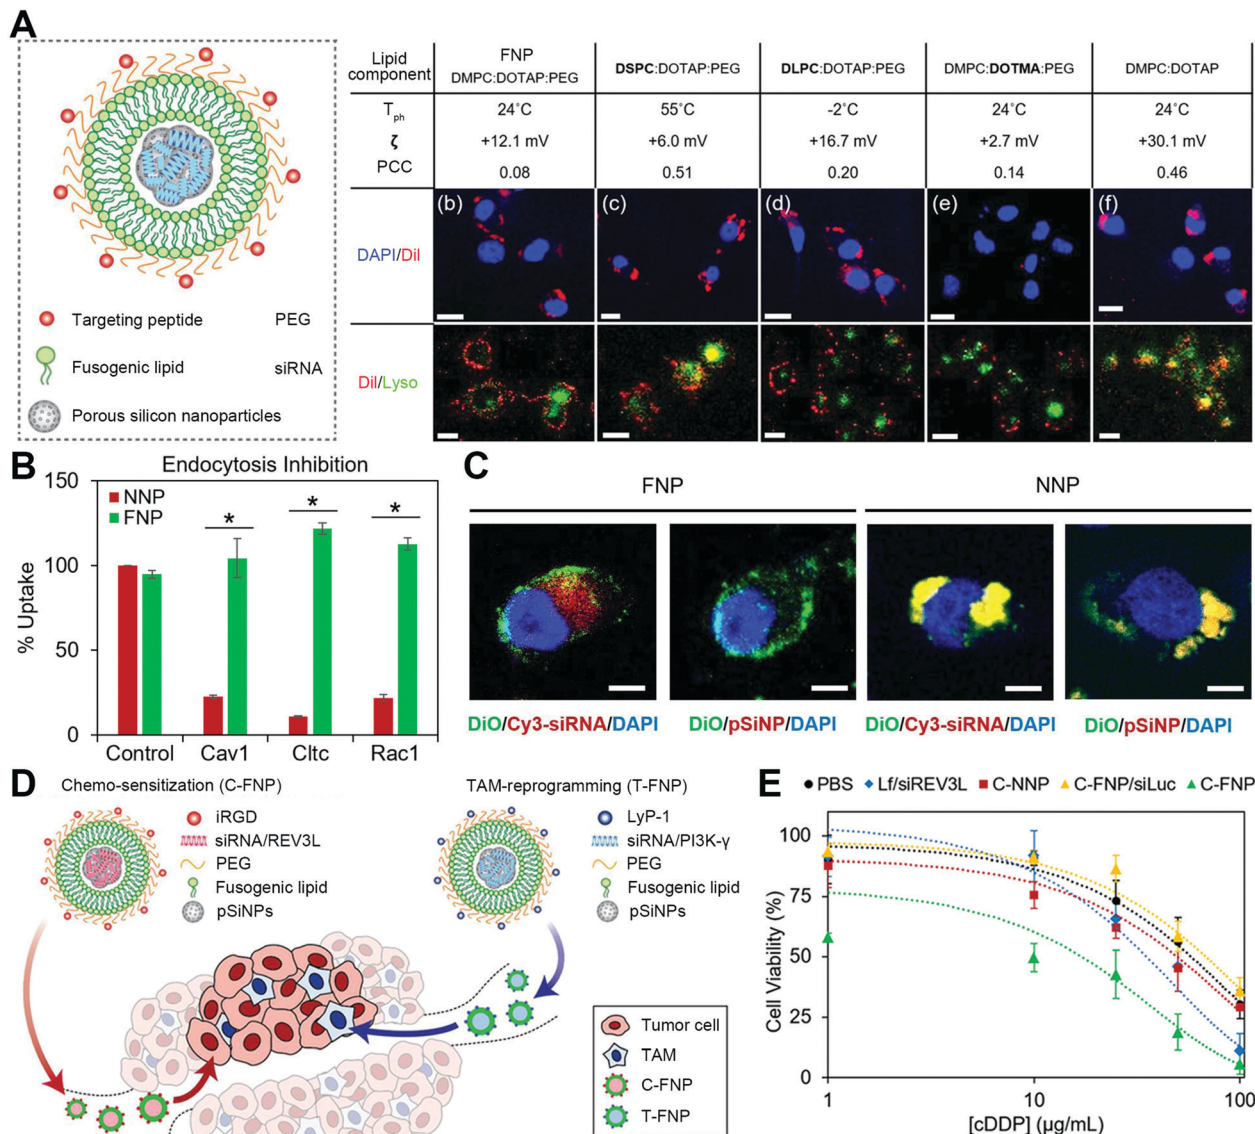 A
Targeting peptide PEG
Fusogenic lipid siRNA
Porous silicon nanoparticles
Lipid component FNP DMPC:DOTAP:PEG DSPC:DOTAP:PEG DLPC:DOTAP:PEG DMPC:DOTMA:PEG DMPC:DOTAP
Tph 24˚C 55˚C -2˚C 24˚C 24˚C
ζ +12.1 mV +6.0 mV +16.7 mV +2.7 mV +30.1 mV
PCC 0.08 0.51 0.20 0.14 0.46
(b) (c) (d) (e) (f)
DAPI/Dil
Dil/Lyso
B
Endocytosis Inhibition
150
100
50
0
% Uptake
NNP
FNP
* * *
Control Cav1 Cltc Rac1
C
FNP NNP
DiO/Cy3-siRNA/DAPI DiO/pSiNP/DAPI DiO/Cy3-siRNA/DAPI DiO/pSiNP/DAPI
D
Chemo-sensitization (C-FNP)
iRGD
siRNA/REV3L
PEG
Fusogenic lipid
pSiNPs
TAM-reprogramming (T-FNP)
LyP-1
siRNA/PI3K-γ
PEG
Fusogenic lipid
pSiNPs
Tumor cell
TAM
C-FNP
T-FNP
E
PBS Lf/siREV3L C-NNP C-FNP/siLuc C-FNP
100
75
50
25
0
Cell Viability (%)
1 10 100
[cDDP] (µg/mL)